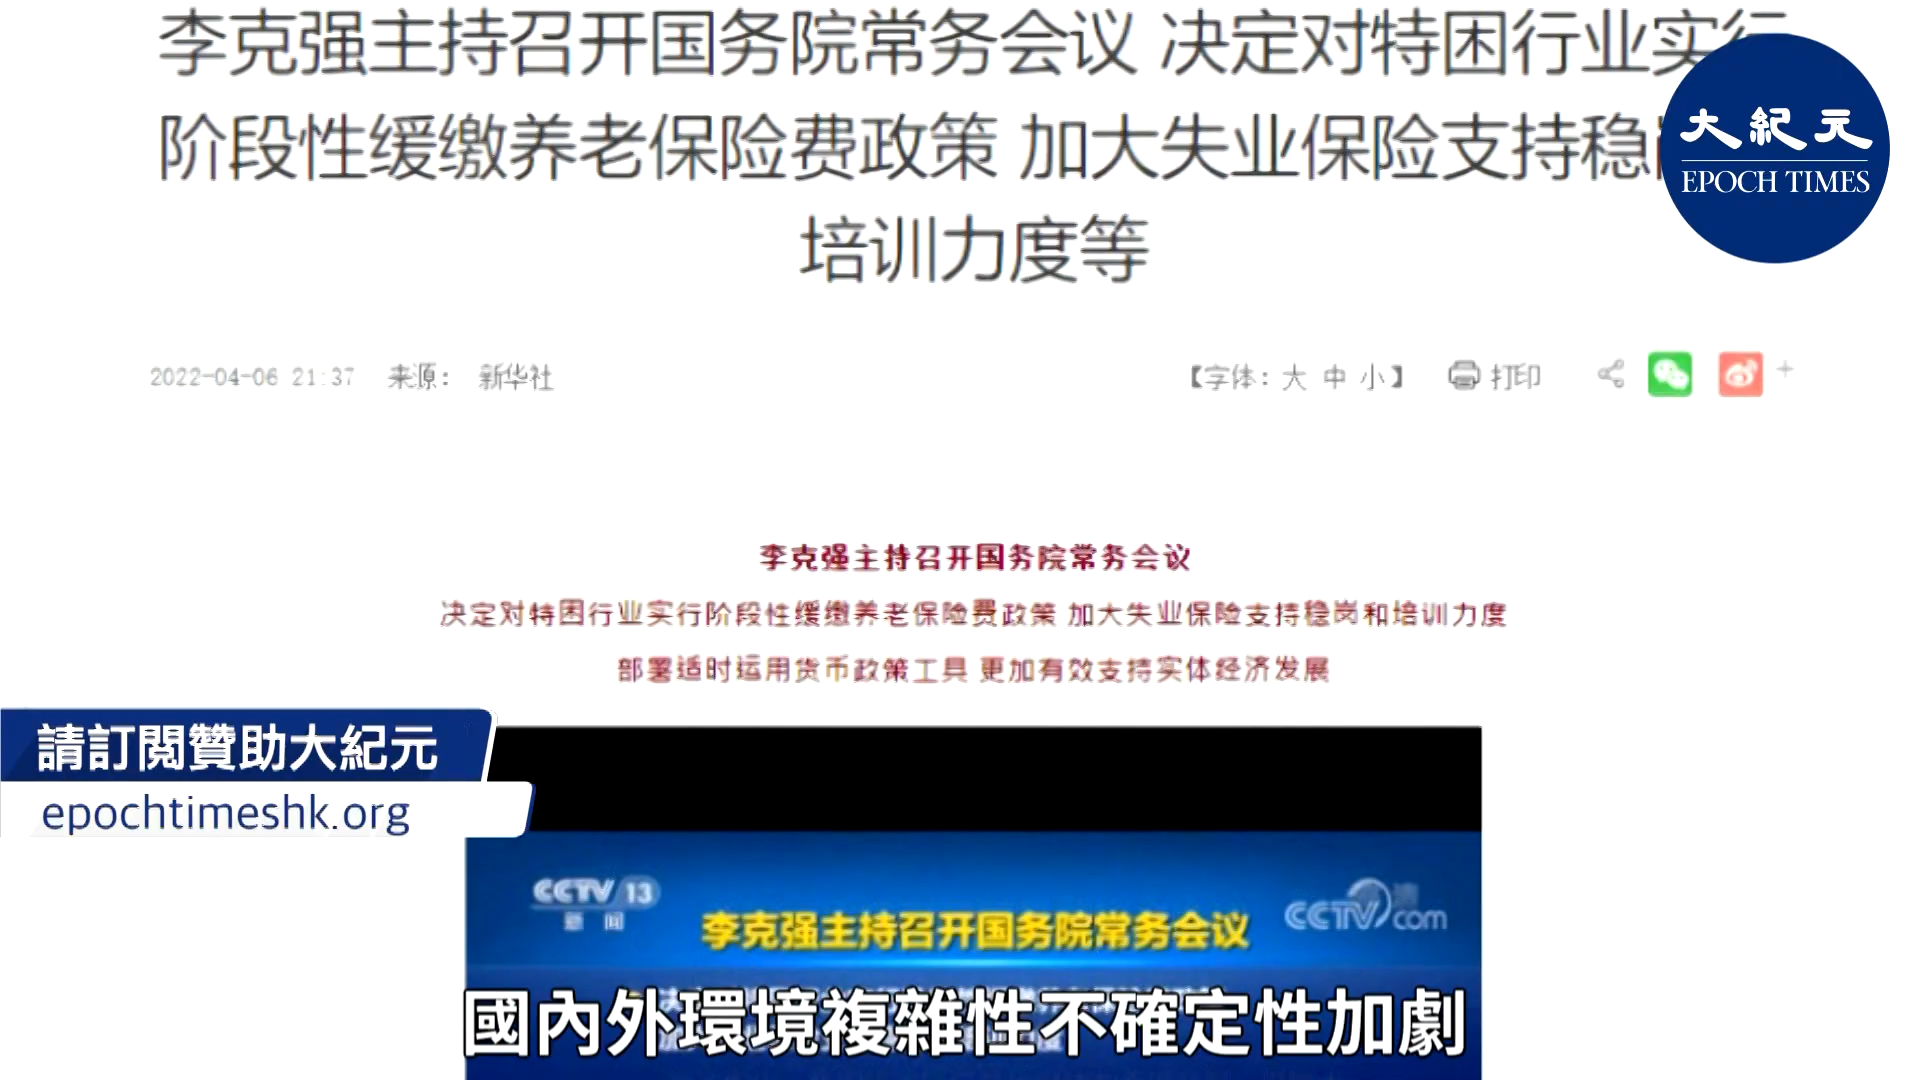 李克强主持召开国务院常务会议 决定对特困行业实行
阶段性缓缴养老保险费政策 加大失业保险支持稳
培训力度等
大紀元
EPOCH TIMES
2022-04-06 21:37 来源： 新华社
【字体：大 中 小】 打印
李克强主持召开国务院常务会议
决定对特困行业实行阶段性缓缴养老保险费政策 加大失业保险支持稳岗和培训力度
部署适时运用货币政策工具 更加有效支持实体经济发展
請訂閱贊助大紀元
epochtimeshk.org
CCTV 13
新闻
李克强主持召开国务院常务会议
CCTV com
國內外環境複雜性不確定性加劇